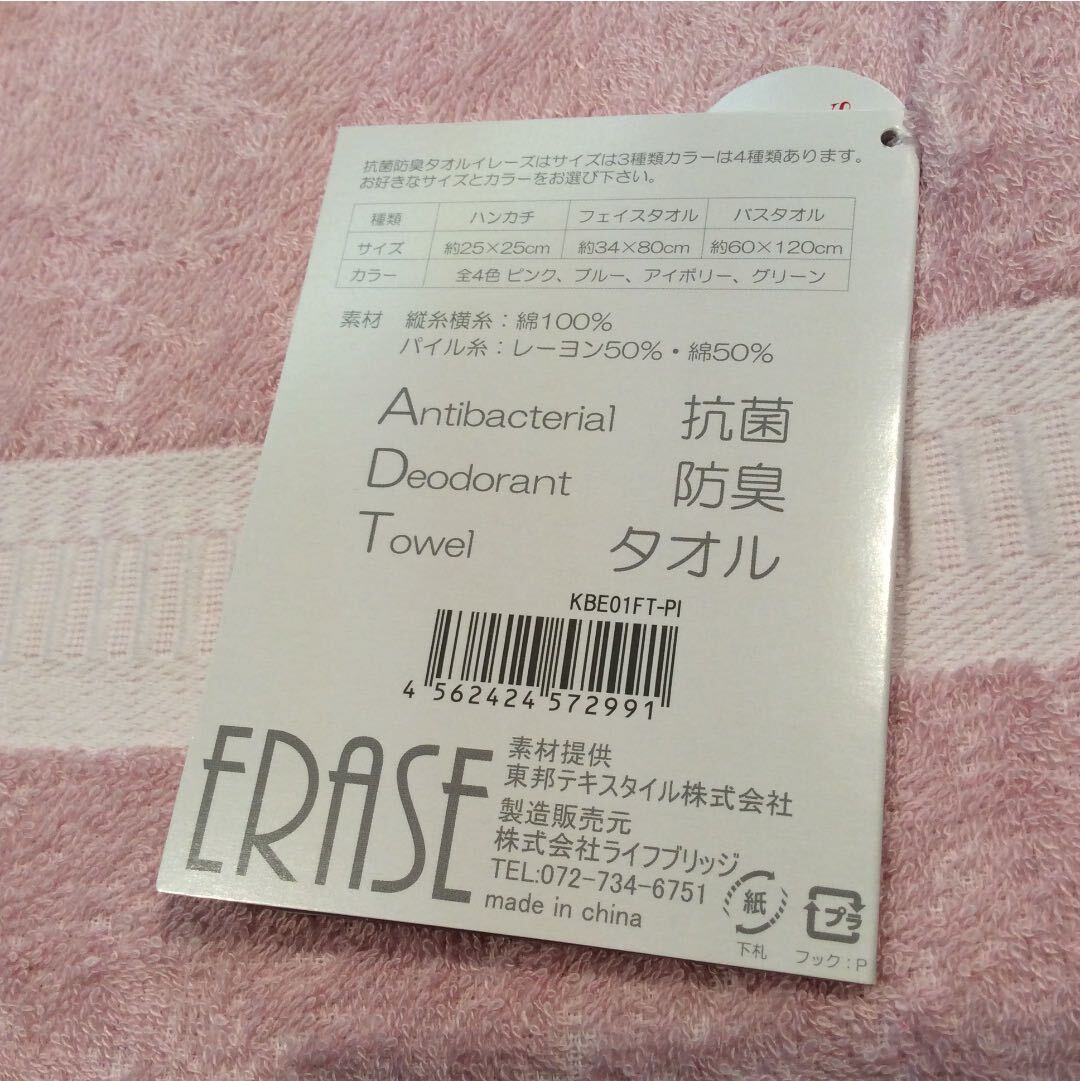 抗菌防臭タオルイレーズはサイズは3種類カラーは4種類あります。
お好きなサイズとカラーをお選び下さい。
種類 ハンカチ フェイスタオル バスタオル
サイズ 約25×25cm 約34×80cm 約60×120cm
カラー 全4色 ピンク、ブルー、アイボリー、グリーン
素材 縦糸横糸：綿100%
パイル糸：レーヨン50%・綿50%
Antibacterial 抗菌
Deodorant 防臭
Towel タオル
KBE01FT-PI
4 562424 572991
ERASE
素材提供
東邦テキスタイル株式会社
製造販売元
株式会社ライフブリッジ
TEL:072-734-6751
made in china
紙
下札
プラ
フック：P